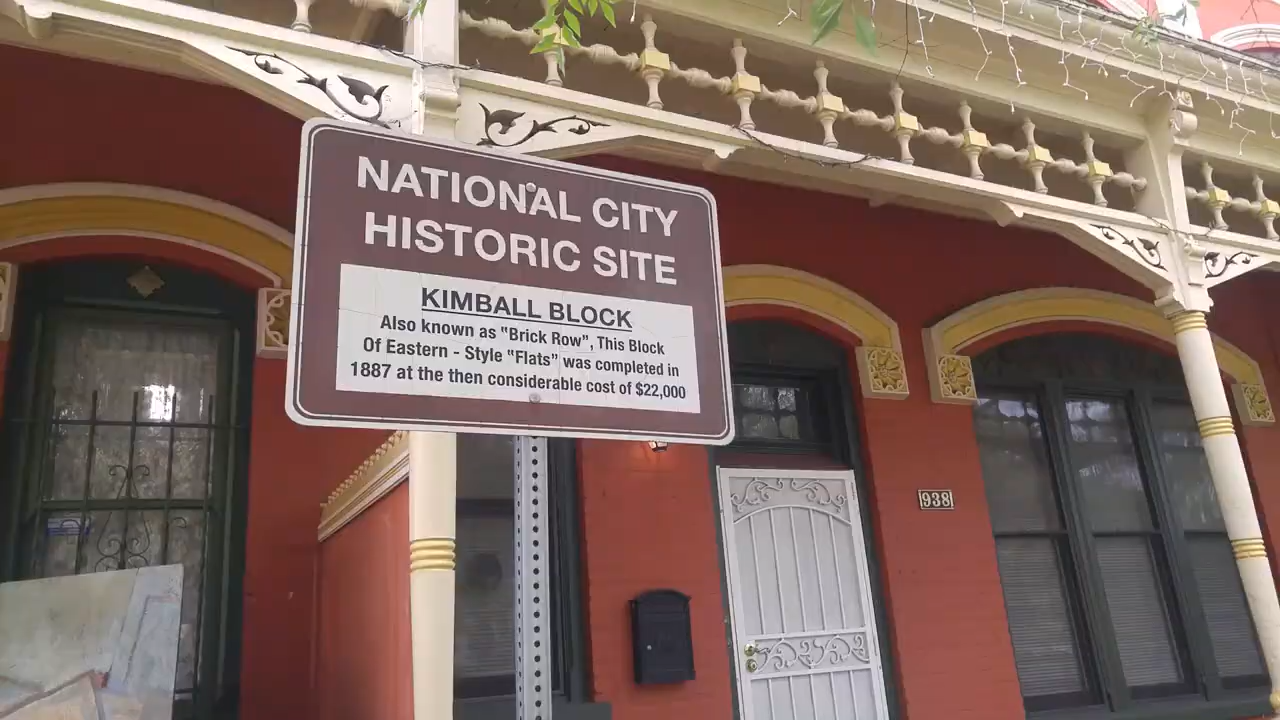 NATIONAL CITY
HISTORIC SITE
KIMBALL BLOCK
Also known as "Brick Row", This Block
Of Eastern - Style "Flats" was completed in
1887 at the then considerable cost of $22,000
938